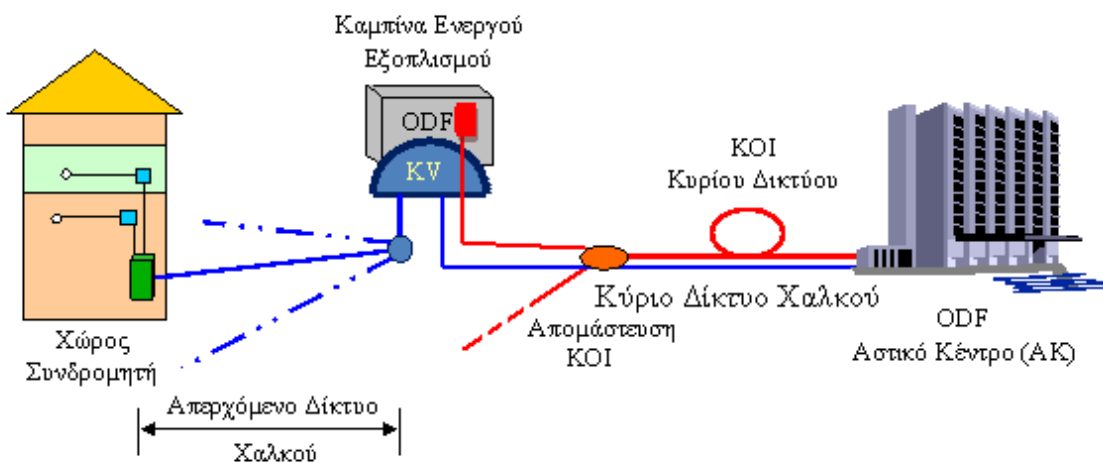 Καμπίνα Ενεργού
Εξοπλισμού
ODF
KV
ΚΟΙ
Κυρίου Δικτύου
Κύριο Δίκτυο Χαλκού
Απομάστευση
ΚΟΙ
ODF
Αστικό Κέντρο (ΑΚ)
Χώρος
Συνδρομητή
Απερχόμενο Δίκτυο
Χαλκού